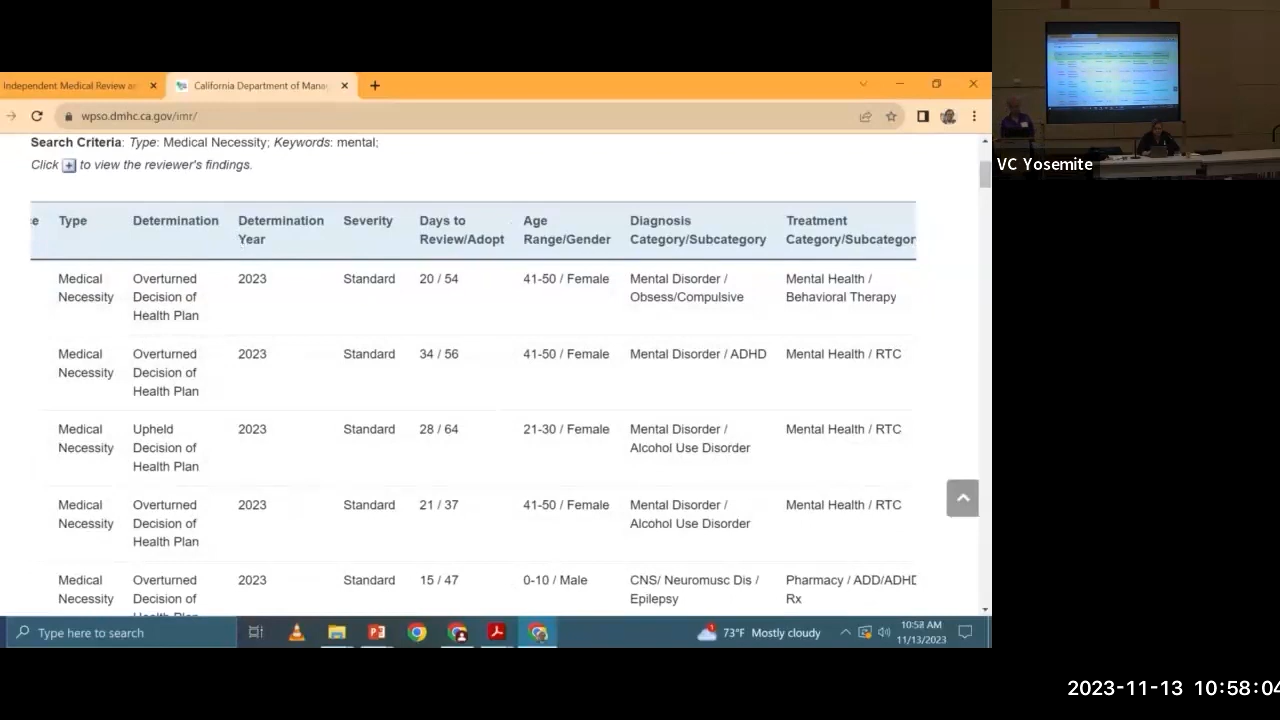 Independent Medical Review a
California Department of Mana
wpso.dmhc.ca.gov/imr/
VC Yosemite
Search Criteria: Type: Medical Necessity; Keywords: mental;
Click + to view the reviewer's findings.
e Type Determination Determination Year Severity Days to Review/Adopt Age Range/Gender Diagnosis Category/Subcategory Treatment Category/Subcategor
Medical Necessity Overturned Decision of Health Plan 2023 Standard 20 / 54 41-50 / Female Mental Disorder / Obsess/Compulsive Mental Health / Behavioral Therapy
Medical Necessity Overturned Decision of Health Plan 2023 Standard 34 / 56 41-50 / Female Mental Disorder / ADHD Mental Health / RTC
Medical Necessity Upheld Decision of Health Plan 2023 Standard 28 / 64 21-30 / Female Mental Disorder / Alcohol Use Disorder Mental Health / RTC
Medical Necessity Overturned Decision of Health Plan 2023 Standard 21 / 37 41-50 / Female Mental Disorder / Alcohol Use Disorder Mental Health / RTC
Medical Necessity Overturned Decision of Health Plan 2023 Standard 15 / 47 0-10 / Male CNS/ Neuromusc Dis / Epilepsy Pharmacy / ADD/ADHD Rx
Type here to search
73°F Mostly cloudy
10:58 AM
11/13/2023
2023-11-13 10:58:04